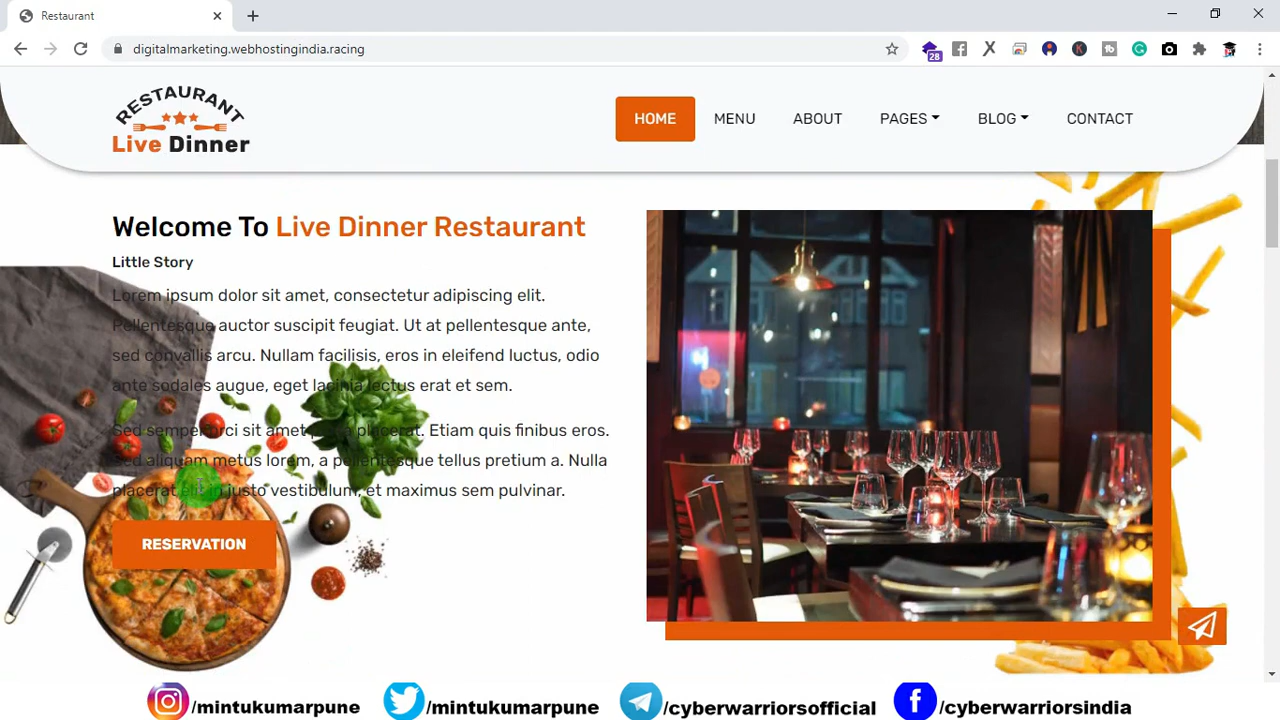 Restaurant
digitalmarketing.webhostingindia.racing
28
RESTAURANT
Live Dinner
HOME MENU ABOUT PAGES BLOG CONTACT
Welcome To Live Dinner Restaurant
Little Story
Lorem ipsum dolor sit amet, consectetur adipiscing elit.
Pellentesque auctor suscipit feugiat. Ut at pellentesque ante,
sed convallis arcu. Nullam facilisis, eros in eleifend luctus, odio
ante sodales augue, eget lacinia lectus erat et sem.
Sed semper orci sit amet porta placerat. Etiam quis finibus eros.
Sed aliquam metus lorem, a pellentesque tellus pretium a. Nulla
placerat elit in justo vestibulum, et maximus sem pulvinar.
RESERVATION
/mintukumarpune /mintukumarpune /cyberwarriorsofficial /cyberwarriorsindia